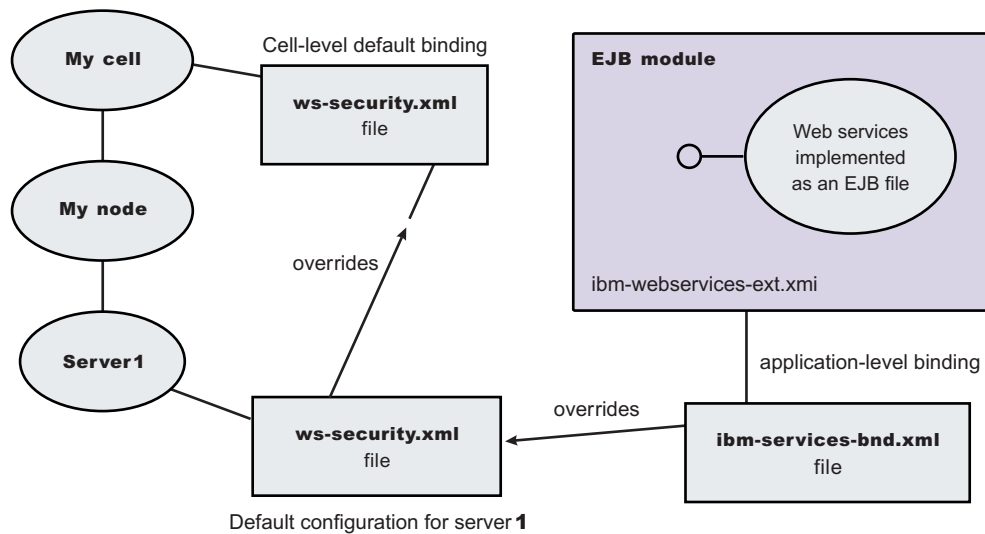 My cell
Cell-level default binding
ws-security.xml
file
EJB module
Web services
implemented
as an EJB file
My node
overrides
ibm-webservices-ext.xmi
Server1
application-level binding
overrides
ws-security.xml
file
ibm-services-bnd.xml
file
Default configuration for server 1